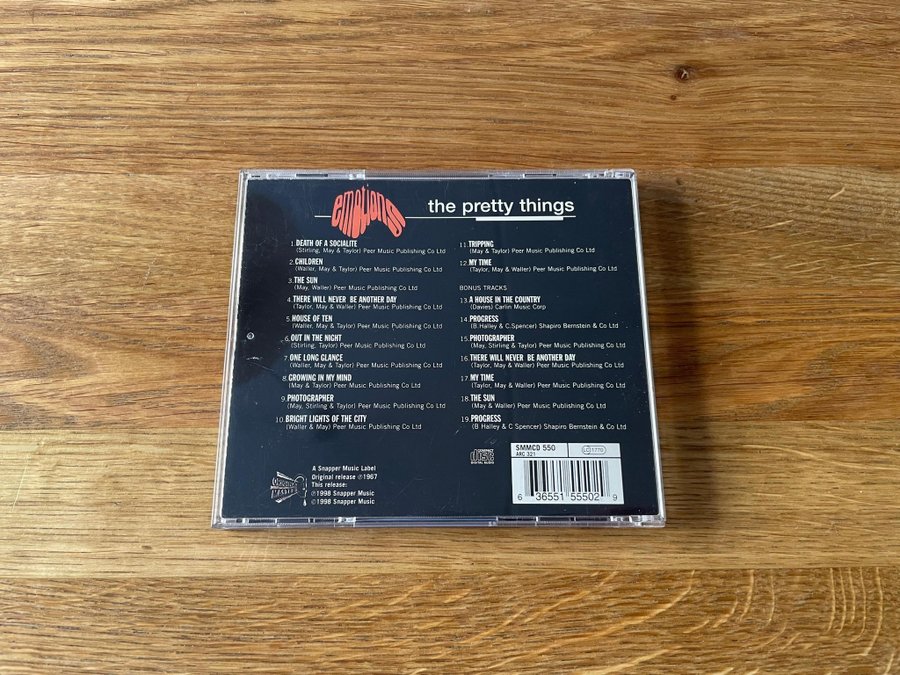 emotions
the pretty things
1. DEATH OF A SOCIALITE
(Stirling, May & Taylor) Peer Music Publishing Co Ltd
2. CHILDREN
(Waller, May & Taylor) Peer Music Publishing Co Ltd
3. THE SUN
(May, Waller) Peer Music Publishing Co Ltd
4. THERE WILL NEVER BE ANOTHER DAY
(Taylor, May & Waller) Peer Music Publishing Co Ltd
5. HOUSE OF TEN
(Waller, May & Taylor) Peer Music Publishing Co Ltd
6. OUT IN THE NIGHT
(Stirling, Taylor) Peer Music Publishing Co Ltd
7. ONE LONG GLANCE
(Waller, May & Taylor) Peer Music Publishing Co Ltd
8. GROWING IN MY MIND
(May & Taylor) Peer Music Publishing Co Ltd
9. PHOTOGRAPHER
(May, Stirling & Taylor) Peer Music Publishing Co Ltd
10. BRIGHT LIGHTS OF THE CITY
(Waller & May) Peer Music Publishing Co Ltd
11. TRIPPING
(May & Taylor) Peer Music Publishing Co Ltd
12. MY TIME
(Taylor, May & Waller) Peer Music Publishing Co Ltd
BONUS TRACKS
13. A HOUSE IN THE COUNTRY
(Davies) Carlin Music Corp
14. PROGRESS
(B.Halley & C.Spencer) Shapiro Bernstein & Co Ltd
15. PHOTOGRAPHER
(May, Stirling & Taylor) Peer Music Publishing Co Ltd
16. THERE WILL NEVER BE ANOTHER DAY
(Taylor, May & Waller) Peer Music Publishing Co Ltd
17. MY TIME
(Taylor, May & Waller) Peer Music Publishing Co Ltd
18. THE SUN
(May & Waller) Peer Music Publishing Co Ltd
19. PROGRESS
(B Halley & C Spencer) Shapiro Bernstein & Co Ltd
A Snapper Music Label
Original release ℗1967
This release:
℗1998 Snapper Music
©1998 Snapper Music
COMPACT
disc
DIGITAL AUDIO
SMMCD 550
ARC 321
LC 1770
6 36551 55502 9